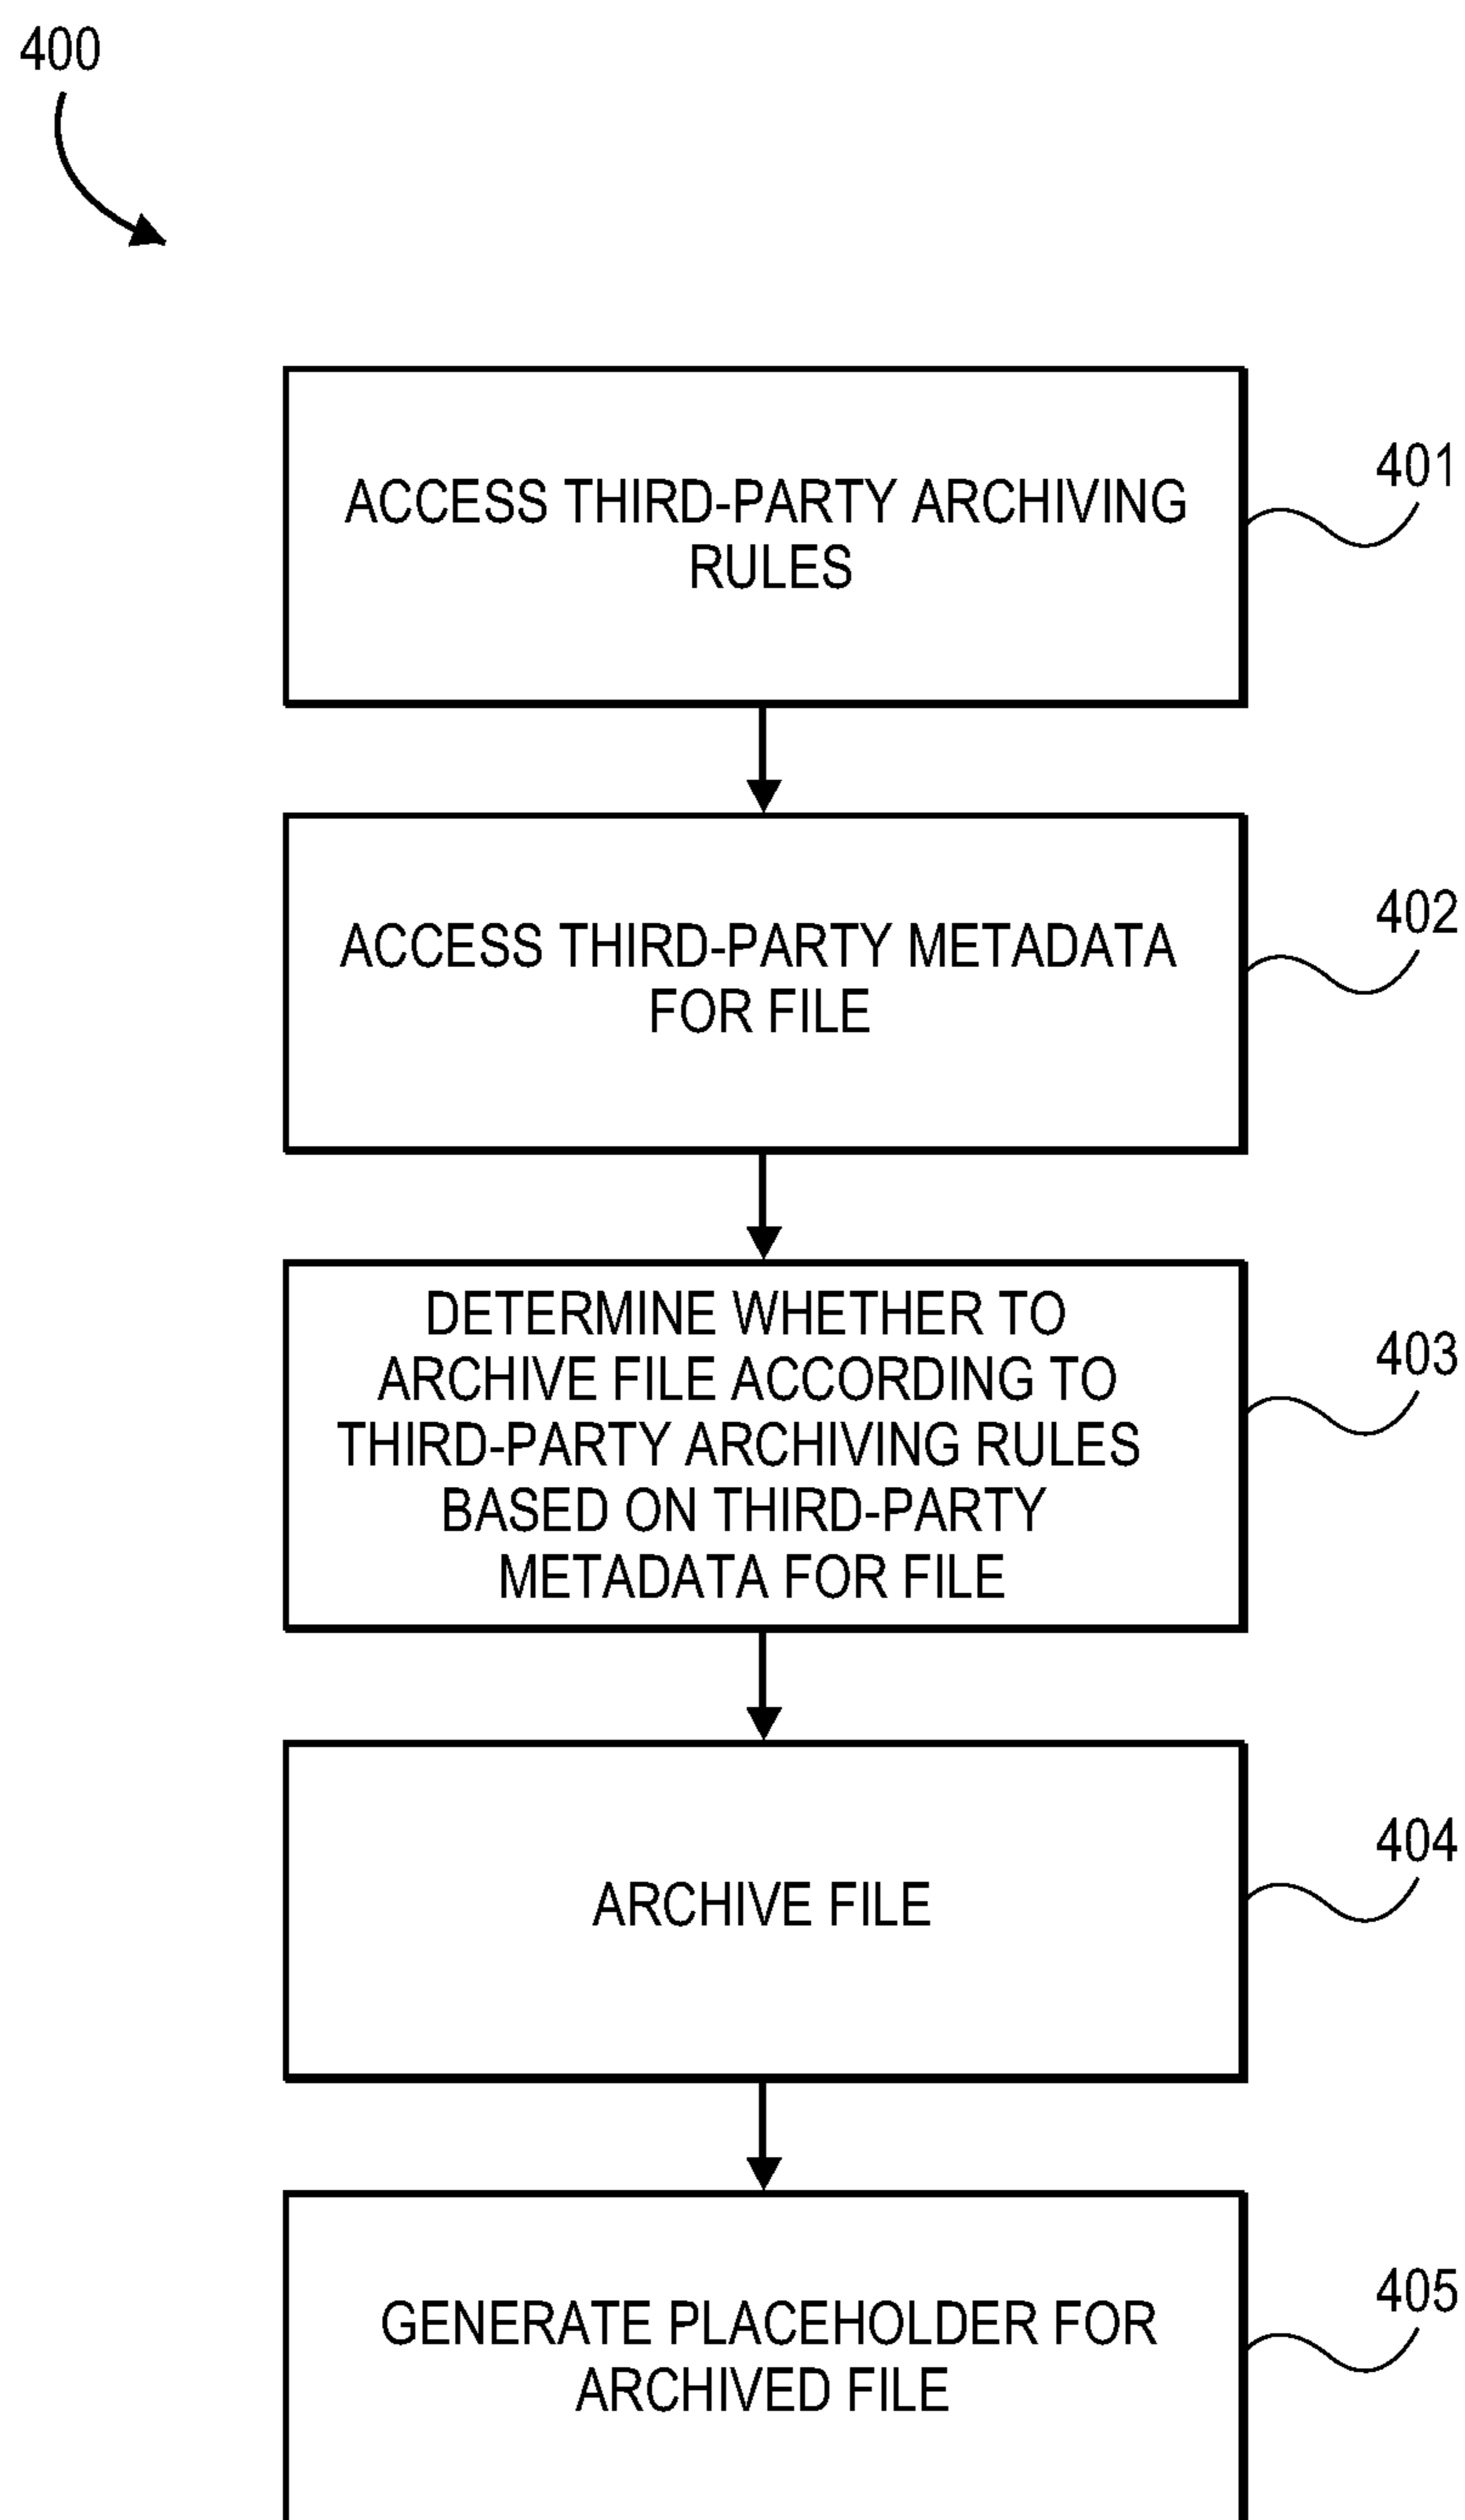 400
ACCESS THIRD-PARTY ARCHIVING
RULES
401
ACCESS THIRD-PARTY METADATA
FOR FILE
402
DETERMINE WHETHER TO
ARCHIVE FILE ACCORDING TO
THIRD-PARTY ARCHIVING RULES
BASED ON THIRD-PARTY
METADATA FOR FILE
403
ARCHIVE FILE
404
GENERATE PLACEHOLDER FOR
ARCHIVED FILE
405